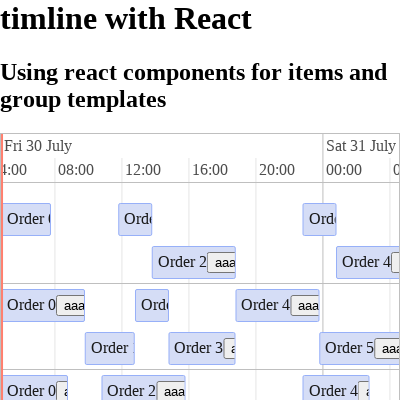 timline with React
Using react components for items and
group templates
Fri 30 July Sat 31 July
4:00 08:00 12:00 16:00 20:00 00:00
Order
Order 2 aaa Order 4
Order 0 aaa Order 4 aaa
Order Order 3 Order 5 aaa
Order 0 Order 2 aaa Order 4